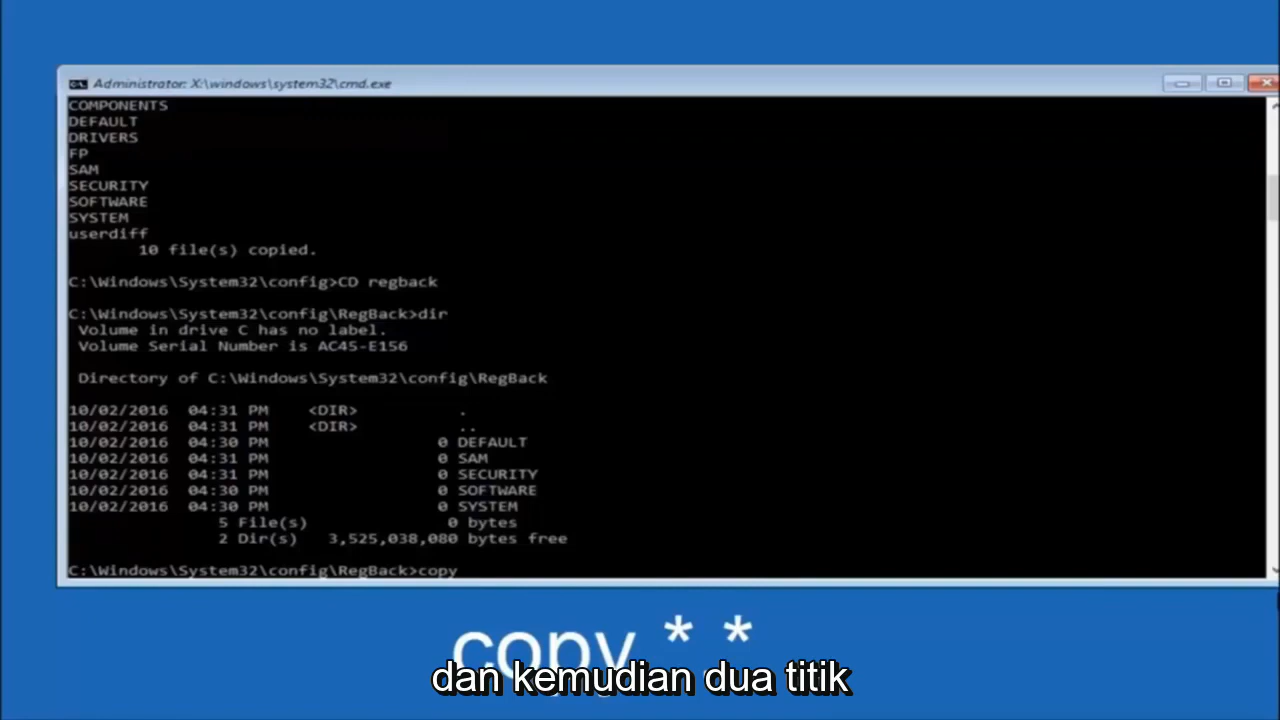 Administrator: X:\windows\system32\cmd.exe
COMPONENTS
DEFAULT
DRIVERS
FP
SAM
SECURITY
SOFTWARE
SYSTEM
userdiff
10 file(s) copied.
C:\Windows\System32\config>CD regback
C:\Windows\System32\config\RegBack>dir
Volume in drive C has no label.
Volume Serial Number is AC45-E156
Directory of C:\Windows\System32\config\RegBack
10/02/2016 04:31 PM <DIR> .
10/02/2016 04:31 PM <DIR> ..
10/02/2016 04:30 PM 0 DEFAULT
10/02/2016 04:31 PM 0 SAM
10/02/2016 04:31 PM 0 SECURITY
10/02/2016 04:30 PM 0 SOFTWARE
10/02/2016 04:30 PM 0 SYSTEM
5 File(s) 0 bytes
2 Dir(s) 3,525,038,080 bytes free
C:\Windows\System32\config\RegBack>copy
copy * *
dan kemudian dua titik